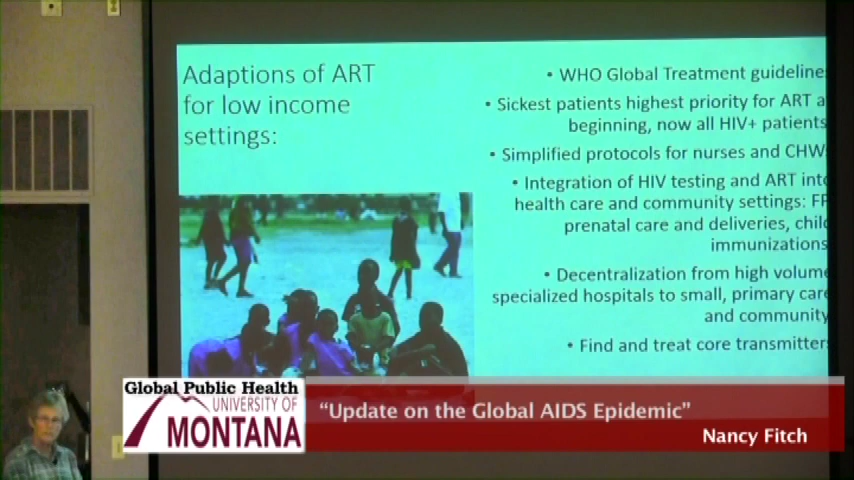 Adaptions of ART
for low income
settings:
• WHO Global Treatment guideline
• Sickest patients highest priority for ART a
beginning, now all HIV+ patients
• Simplified protocols for nurses and CHW
• Integration of HIV testing and ART into
health care and community settings: FP
prenatal care and deliveries, child
immunizations
• Decentralization from high volume
specialized hospitals to small, primary care
and community
• Find and treat core transmitters
Global Public Health
UNIVERSITY OF
MONTANA
“Update on the Global AIDS Epidemic"
Nancy Fitch